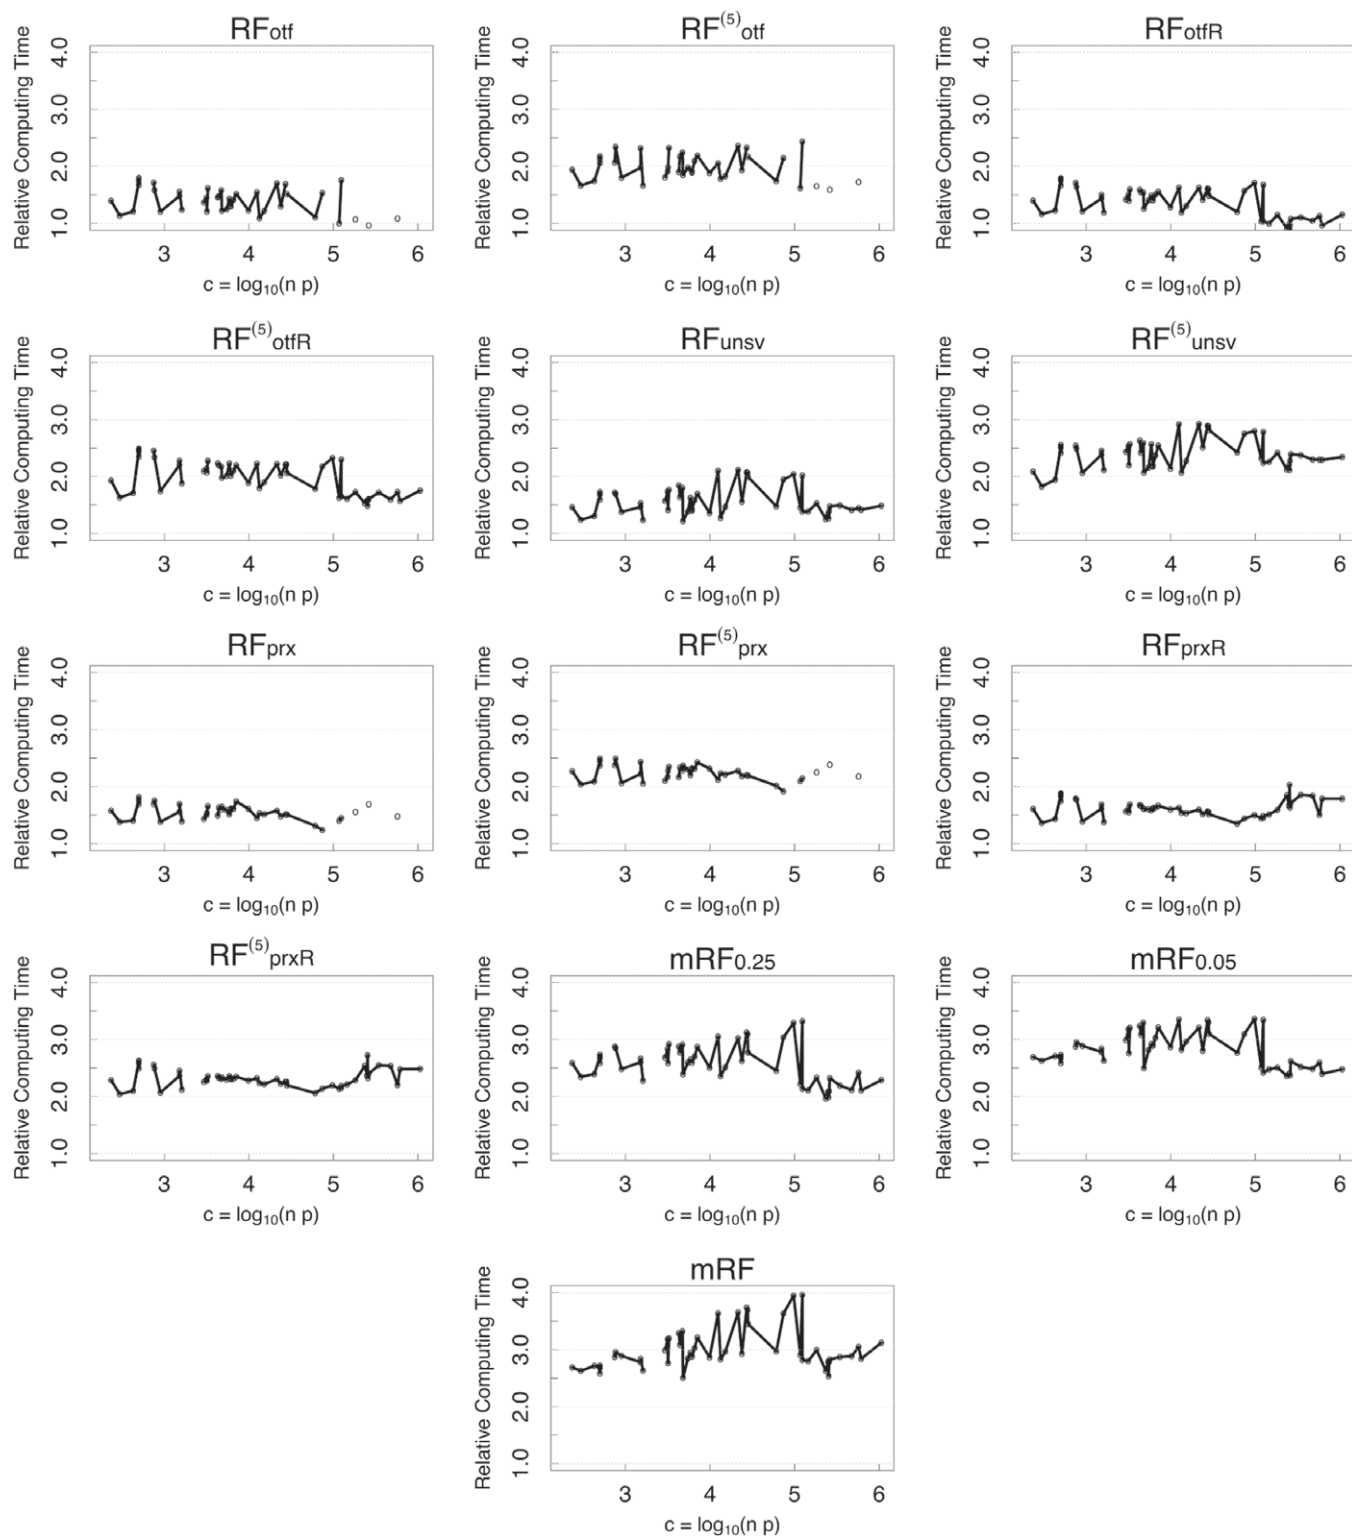 RFotf
4.0
3.0
2.0
1.0
Relative Computing Time
3 4 5 6
c = log₁₀(n p)
RF⁽⁵⁾otf
4.0
3.0
2.0
1.0
Relative Computing Time
3 4 5 6
c = log₁₀(n p)
RFotfR
4.0
3.0
2.0
1.0
Relative Computing Time
3 4 5 6
c = log₁₀(n p)
RF⁽⁵⁾otfR
4.0
3.0
2.0
1.0
Relative Computing Time
3 4 5 6
c = log₁₀(n p)
RFunsv
4.0
3.0
2.0
1.0
Relative Computing Time
3 4 5 6
c = log₁₀(n p)
RF⁽⁵⁾unsv
4.0
3.0
2.0
1.0
Relative Computing Time
3 4 5 6
c = log₁₀(n p)
RFprx
4.0
3.0
2.0
1.0
Relative Computing Time
3 4 5 6
c = log₁₀(n p)
RF⁽⁵⁾prx
4.0
3.0
2.0
1.0
Relative Computing Time
3 4 5 6
c = log₁₀(n p)
RFprxR
4.0
3.0
2.0
1.0
Relative Computing Time
3 4 5 6
c = log₁₀(n p)
RF⁽⁵⁾prxR
4.0
3.0
2.0
1.0
Relative Computing Time
3 4 5 6
c = log₁₀(n p)
mRF0.25
4.0
3.0
2.0
1.0
Relative Computing Time
3 4 5 6
c = log₁₀(n p)
mRF0.05
4.0
3.0
2.0
1.0
Relative Computing Time
3 4 5 6
c = log₁₀(n p)
mRF
4.0
3.0
2.0
1.0
Relative Computing Time
3 4 5 6
c = log₁₀(n p)